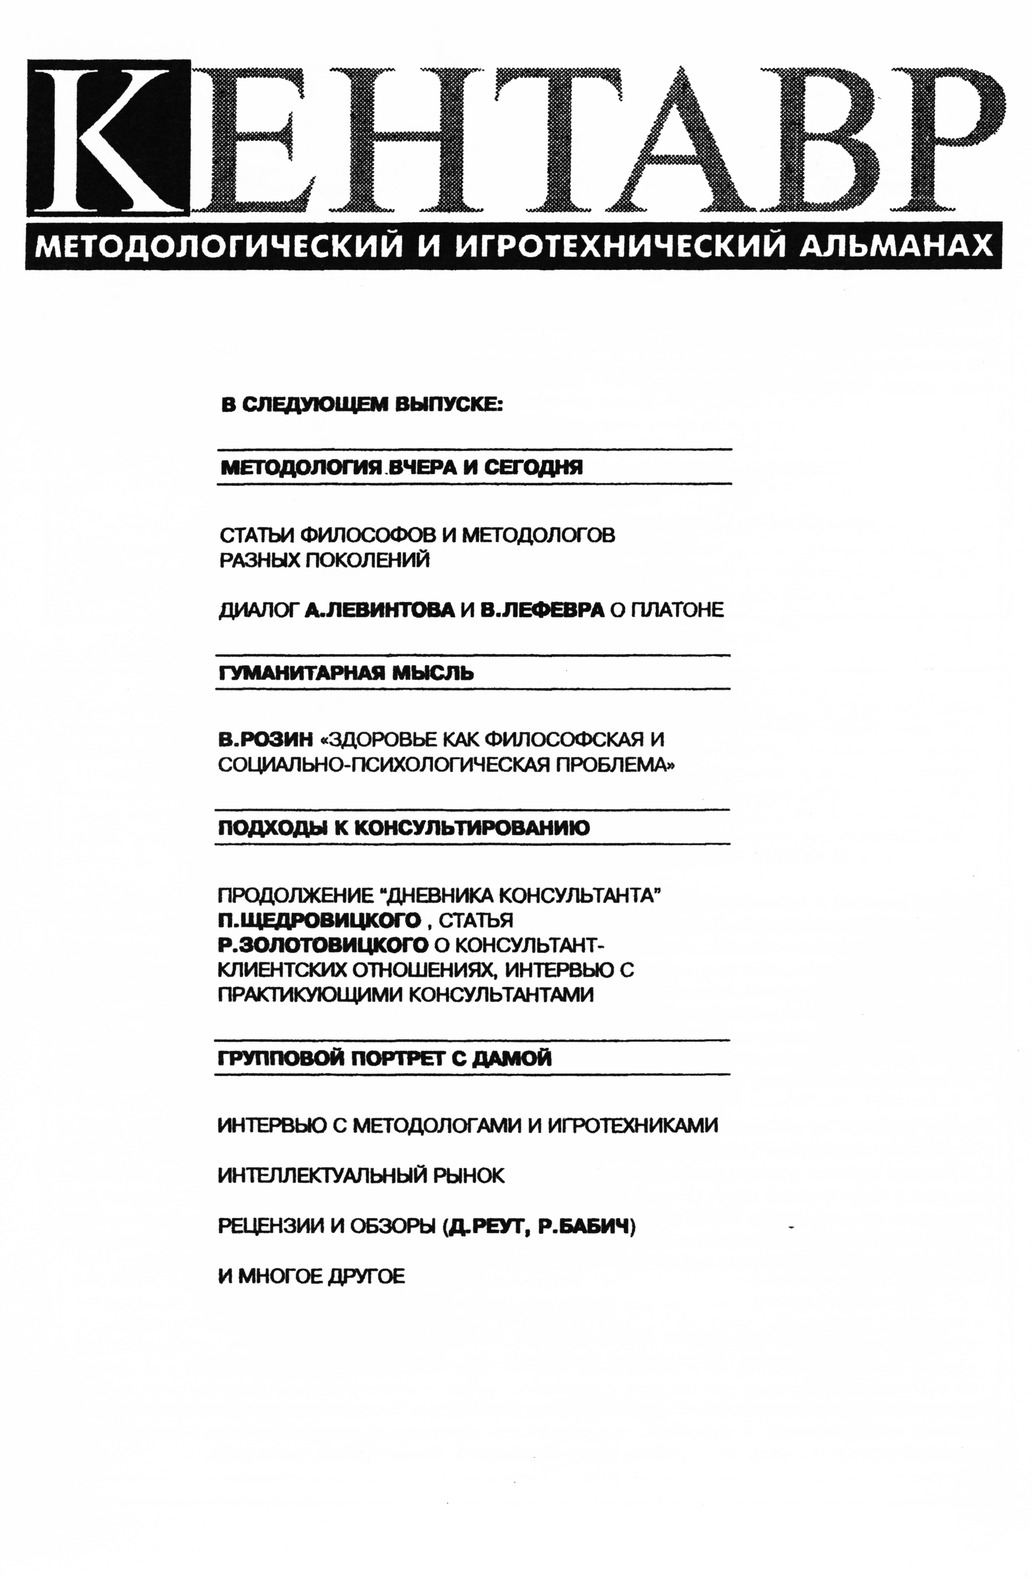 КЕНТАВР
МЕТОДОЛОГИЧЕСКИЙ И ИГРОТЕХНИЧЕСКИЙ АЛЬМАНАХ
В СЛЕДУЮЩЕМ ВЫПУСКЕ:
МЕТОДОЛОГИЯ.ВЧЕРА И СЕГОДНЯ
СТАТЬИ ФИЛОСОФОВ И МЕТОДОЛОГОВ
РАЗНЫХ ПОКОЛЕНИЙ
ДИАЛОГ А.ЛЕВИНТОВА И В.ЛЕФЕВРА О ПЛАТОНЕ
ГУМАНИТАРНАЯ МЫСЛЬ
В.РОЗИН «ЗДОРОВЬЕ КАК ФИЛОСОФСКАЯ И
СОЦИАЛЬНО-ПСИХОЛОГИЧЕСКАЯ ПРОБЛЕМА»
ПОДХОДЫ К КОНСУЛЬТИРОВАНИЮ
ПРОДОЛЖЕНИЕ "ДНЕВНИКА КОНСУЛЬТАНТА"
П.ЩЕДРОВИЦКОГО , СТАТЬЯ
Р.ЗОЛОТОВИЦКОГО О КОНСУЛЬТАНТ-
КЛИЕНТСКИХ ОТНОШЕНИЯХ, ИНТЕРВЬЮ С
ПРАКТИКУЮЩИМИ КОНСУЛЬТАНТАМИ
ГРУППОВОЙ ПОРТРЕТ С ДАМОЙ
ИНТЕРВЬЮ С МЕТОДОЛОГАМИ И ИГРОТЕХНИКАМИ
ИНТЕЛЛЕКТУАЛЬНЫЙ РЫНОК
РЕЦЕНЗИИ И ОБЗОРЫ (Д.РЕУТ, Р.БАБИЧ)
И МНОГОЕ ДРУГОЕ